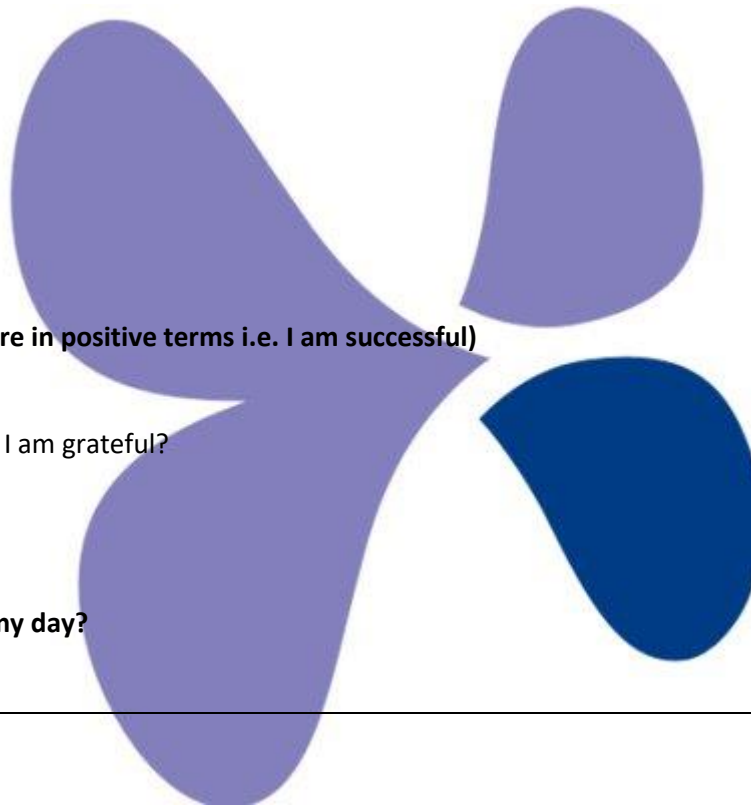 re in positive terms i.e. I am successful)
I am grateful?
ny day?